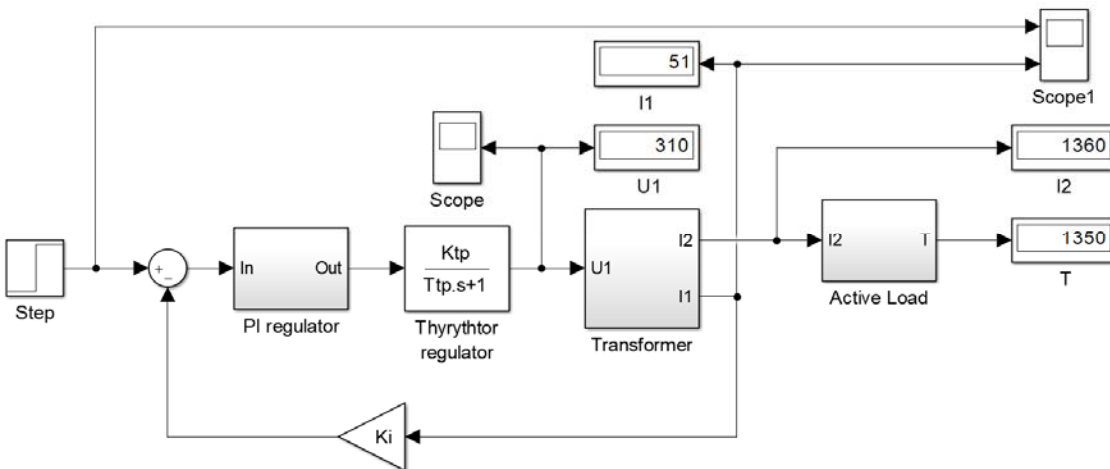 51
I1
Scope1
310
U1
Scope
1360
I2
Step
+
−
In
Out
PI regulator
Ktp
Ttp.s+1
Thyrythtor
regulator
U1
I2
I1
Transformer
I2
T
Active Load
1350
T
Ki